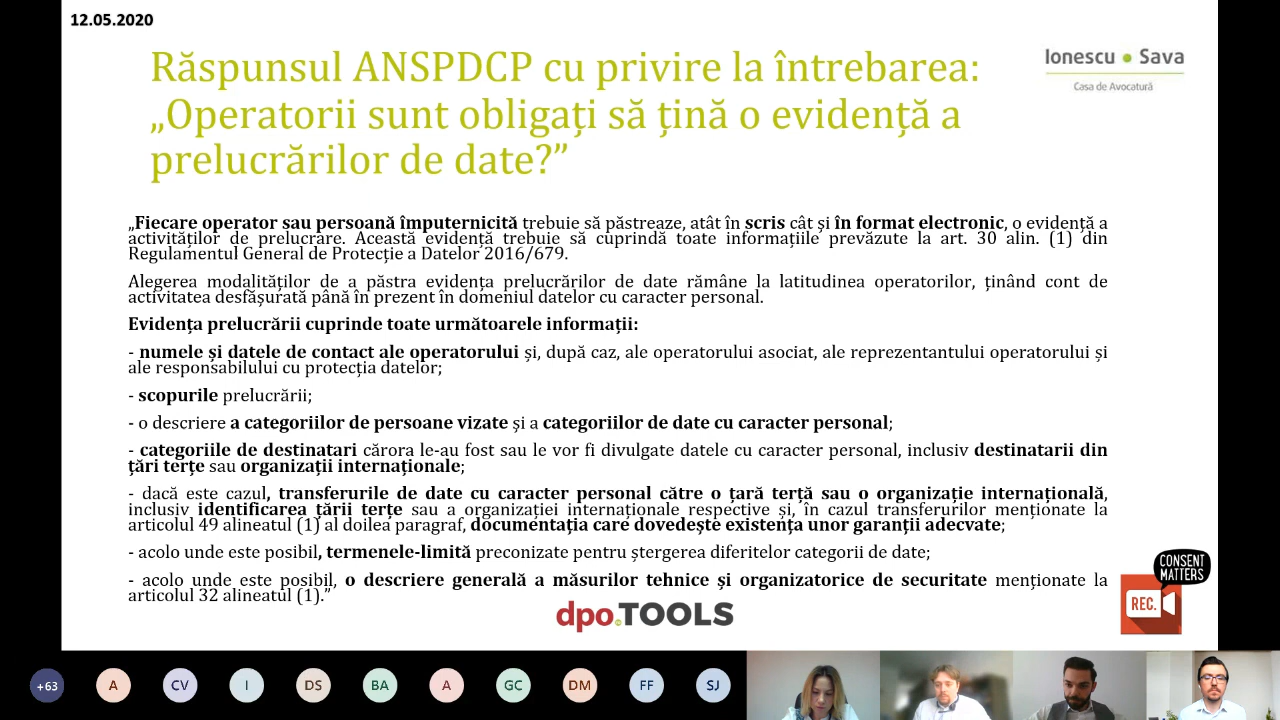 12.05.2020
Răspunsul ANSPDCP cu privire la întrebarea:
„Operatorii sunt obligați să țină o evidență a
prelucrărilor de date?”
Ionescu • Sava
Casa de Avocatură
„Fiecare operator sau persoană împuternicită trebuie să păstreaze, atât în scris cât și în format electronic, o evidență a
activităților de prelucrare. Această evidență trebuie să cuprindă toate informațiile prevăzute la art. 30 alin. (1) din
Regulamentul General de Protecție a Datelor 2016/679.
Alegerea modalităților de a păstra evidența prelucrărilor de date rămâne la latitudinea operatorilor, ținând cont de
activitatea desfășurată până în prezent în domeniul datelor cu caracter personal.
Evidența prelucrării cuprinde toate următoarele informații:
- numele și datele de contact ale operatorului și, după caz, ale operatorului asociat, ale reprezentantului operatorului și
ale responsabilului cu protecția datelor;
- scopurile prelucrării;
- o descriere a categoriilor de persoane vizate și a categoriilor de date cu caracter personal;
- categoriile de destinatari cărora le-au fost sau le vor fi divulgate datele cu caracter personal, inclusiv destinatarii din
țări terțe sau organizații internaționale;
- dacă este cazul, transferurile de date cu caracter personal către o țară terță sau o organizație internațională,
inclusiv identificarea țării terțe sau a organizației internaționale respective și, în cazul transferurilor menționate la
articolul 49 alineatul (1) al doilea paragraf, documentația care dovedește existența unor garanții adecvate;
- acolo unde este posibil, termenele-limită preconizate pentru ștergerea diferitelor categorii de date;
- acolo unde este posibil, o descriere generală a măsurilor tehnice și organizatorice de securitate menționate la
articolul 32 alineatul (1).”
dpo.TOOLS
CONSENT
MATTERS
REC.
+63 A CV I DS BA A GC DM FF SJ